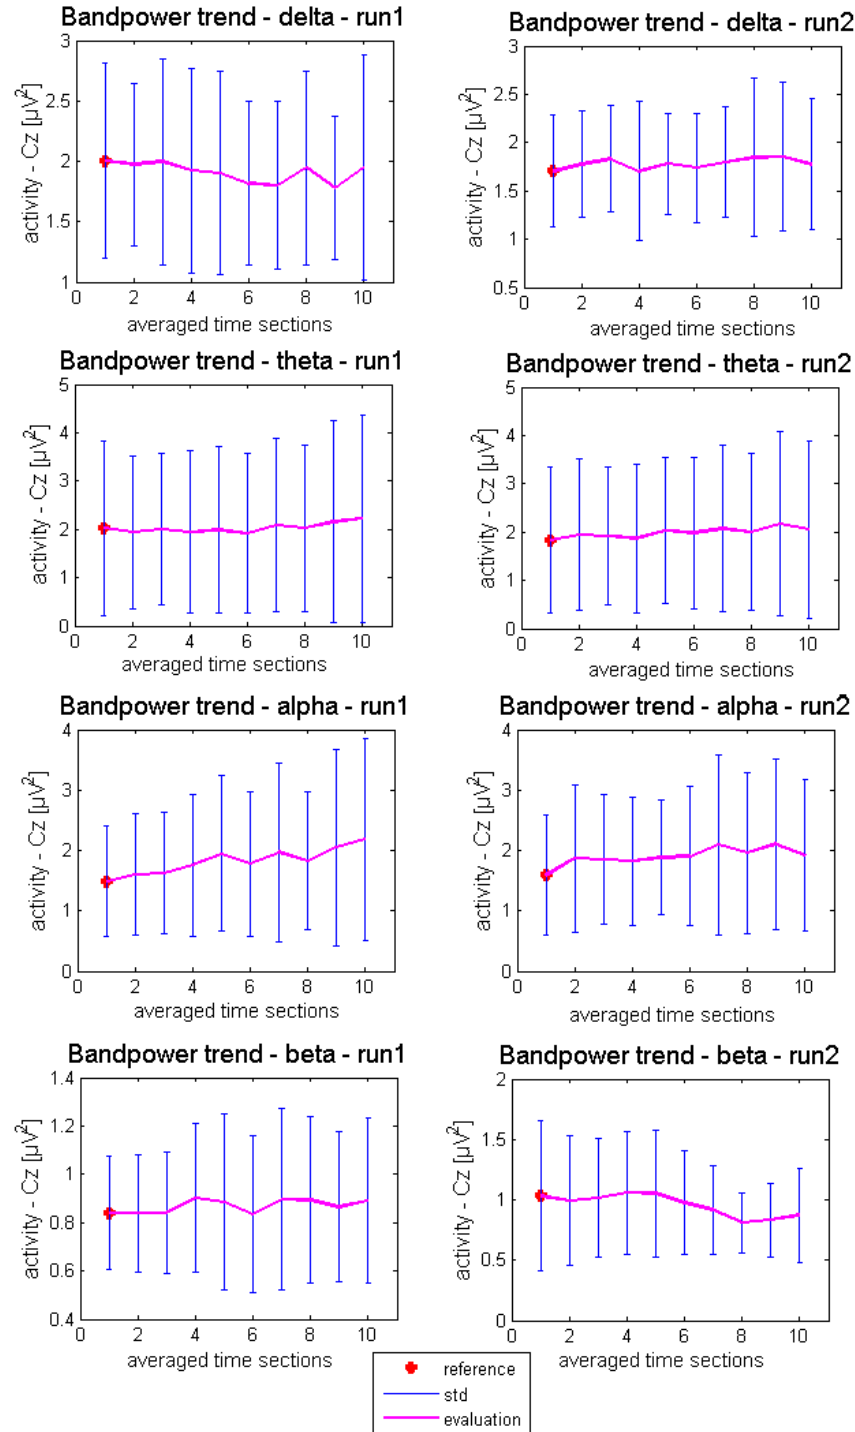 Bandpower trend - delta - run1
activity - Cz [µV²]
3
2.5
2
1.5
1
0 2 4 6 8 10
averaged time sections
Bandpower trend - delta - run2
activity - Cz [µV²]
3
2.5
2
1.5
1
0.5
0 2 4 6 8 10
averaged time sections
Bandpower trend - theta - run1
activity - Cz [µV²]
5
4
3
2
1
0
0 2 4 6 8 10
averaged time sections
Bandpower trend - theta - run2
activity - Cz [µV²]
5
4
3
2
1
0
0 2 4 6 8 10
averaged time sections
Bandpower trend - alpha - run1
activity - Cz [µV²]
4
3
2
1
0
0 2 4 6 8 10
averaged time sections
Bandpower trend - alpha - run2
activity - Cz [µV²]
4
3
2
1
0
0 2 4 6 8 10
averaged time sections
Bandpower trend - beta - run1
activity - Cz [µV²]
1.4
1.2
1
0.8
0.6
0.4
0 2 4 6 8 10
averaged time sections
Bandpower trend - beta - run2
activity - Cz [µV²]
2
1.5
1
0.5
0
0 2 4 6 8 10
averaged time sections
reference
std
evaluation